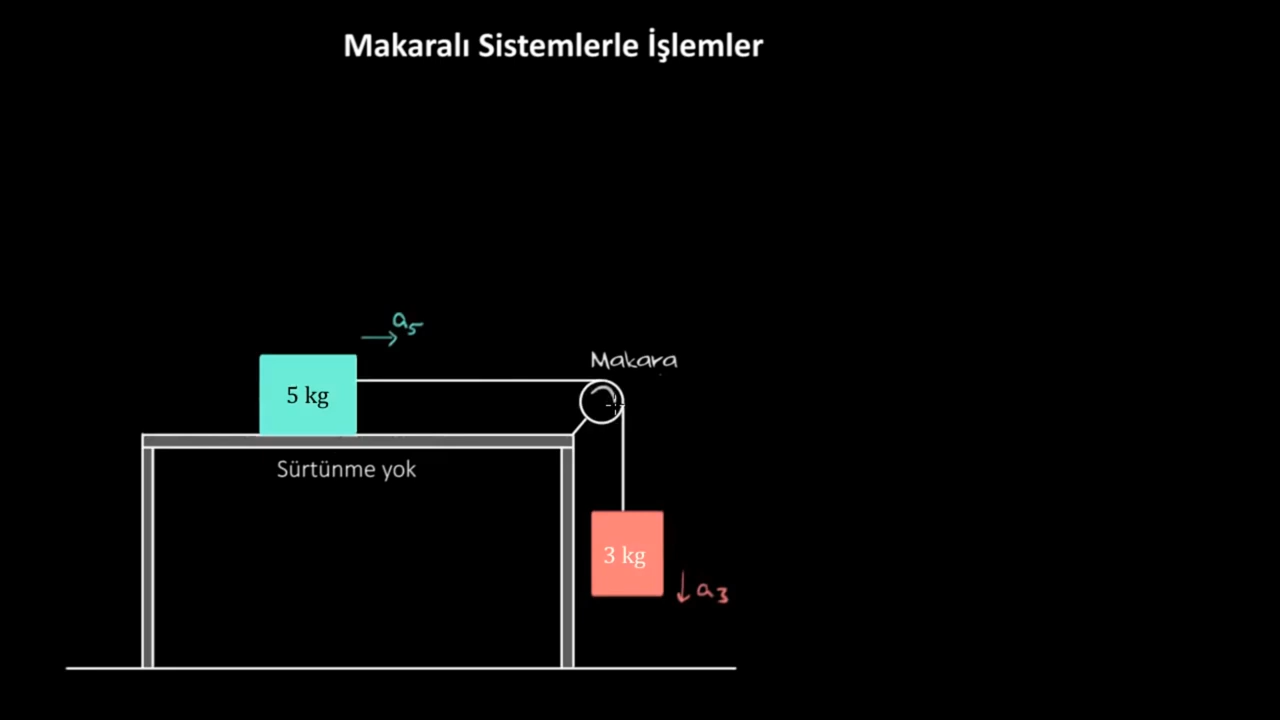 Makaralı Sistemlerle İşlemler
a5
Makara
5 kg
Sürtünme yok
3 kg
a3